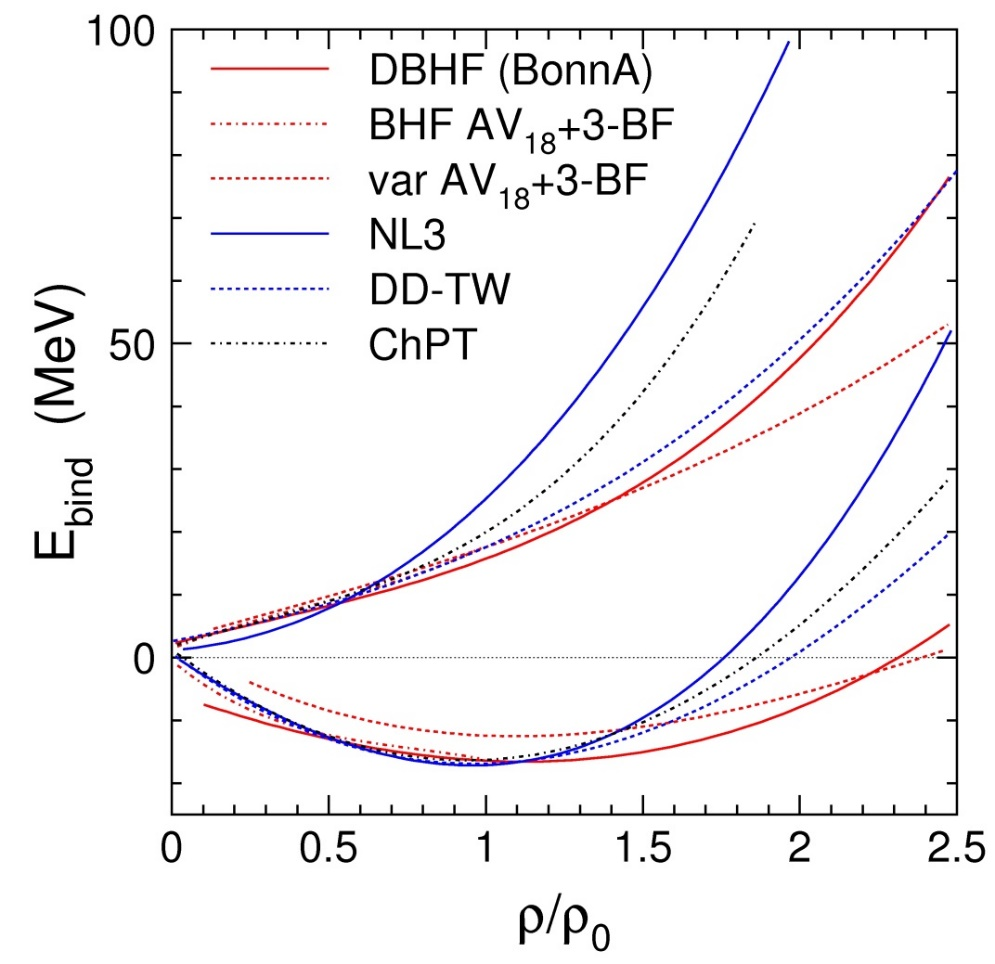 100
DBHF (BonnA)
BHF AV₁₈+3-BF
var AV₁₈+3-BF
NL3
DD-TW
ChPT
50
0
E_bind (MeV)
0 0.5 1 1.5 2 2.5
ρ/ρ₀